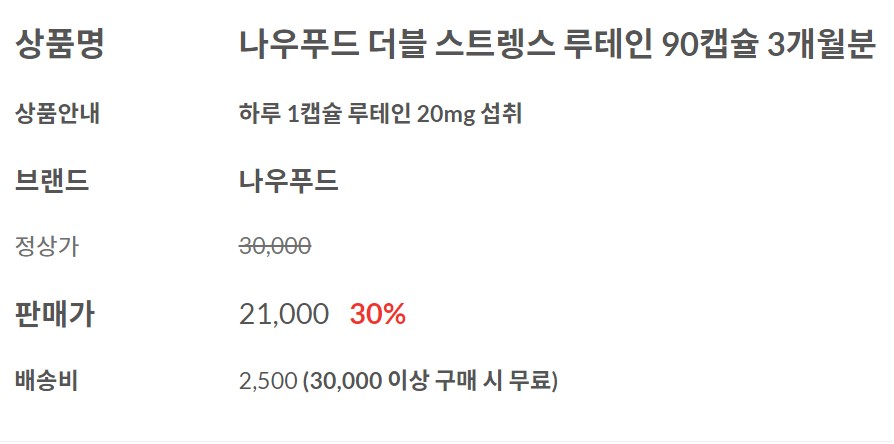 상품명 나우푸드 더블 스트렝스 루테인 90캡슐 3개월분
상품안내 하루 1캡슐 루테인 20mg 섭취
브랜드 나우푸드
정상가 30,000
판매가 21,000 30%
배송비 2,500 (30,000 이상 구매 시 무료)